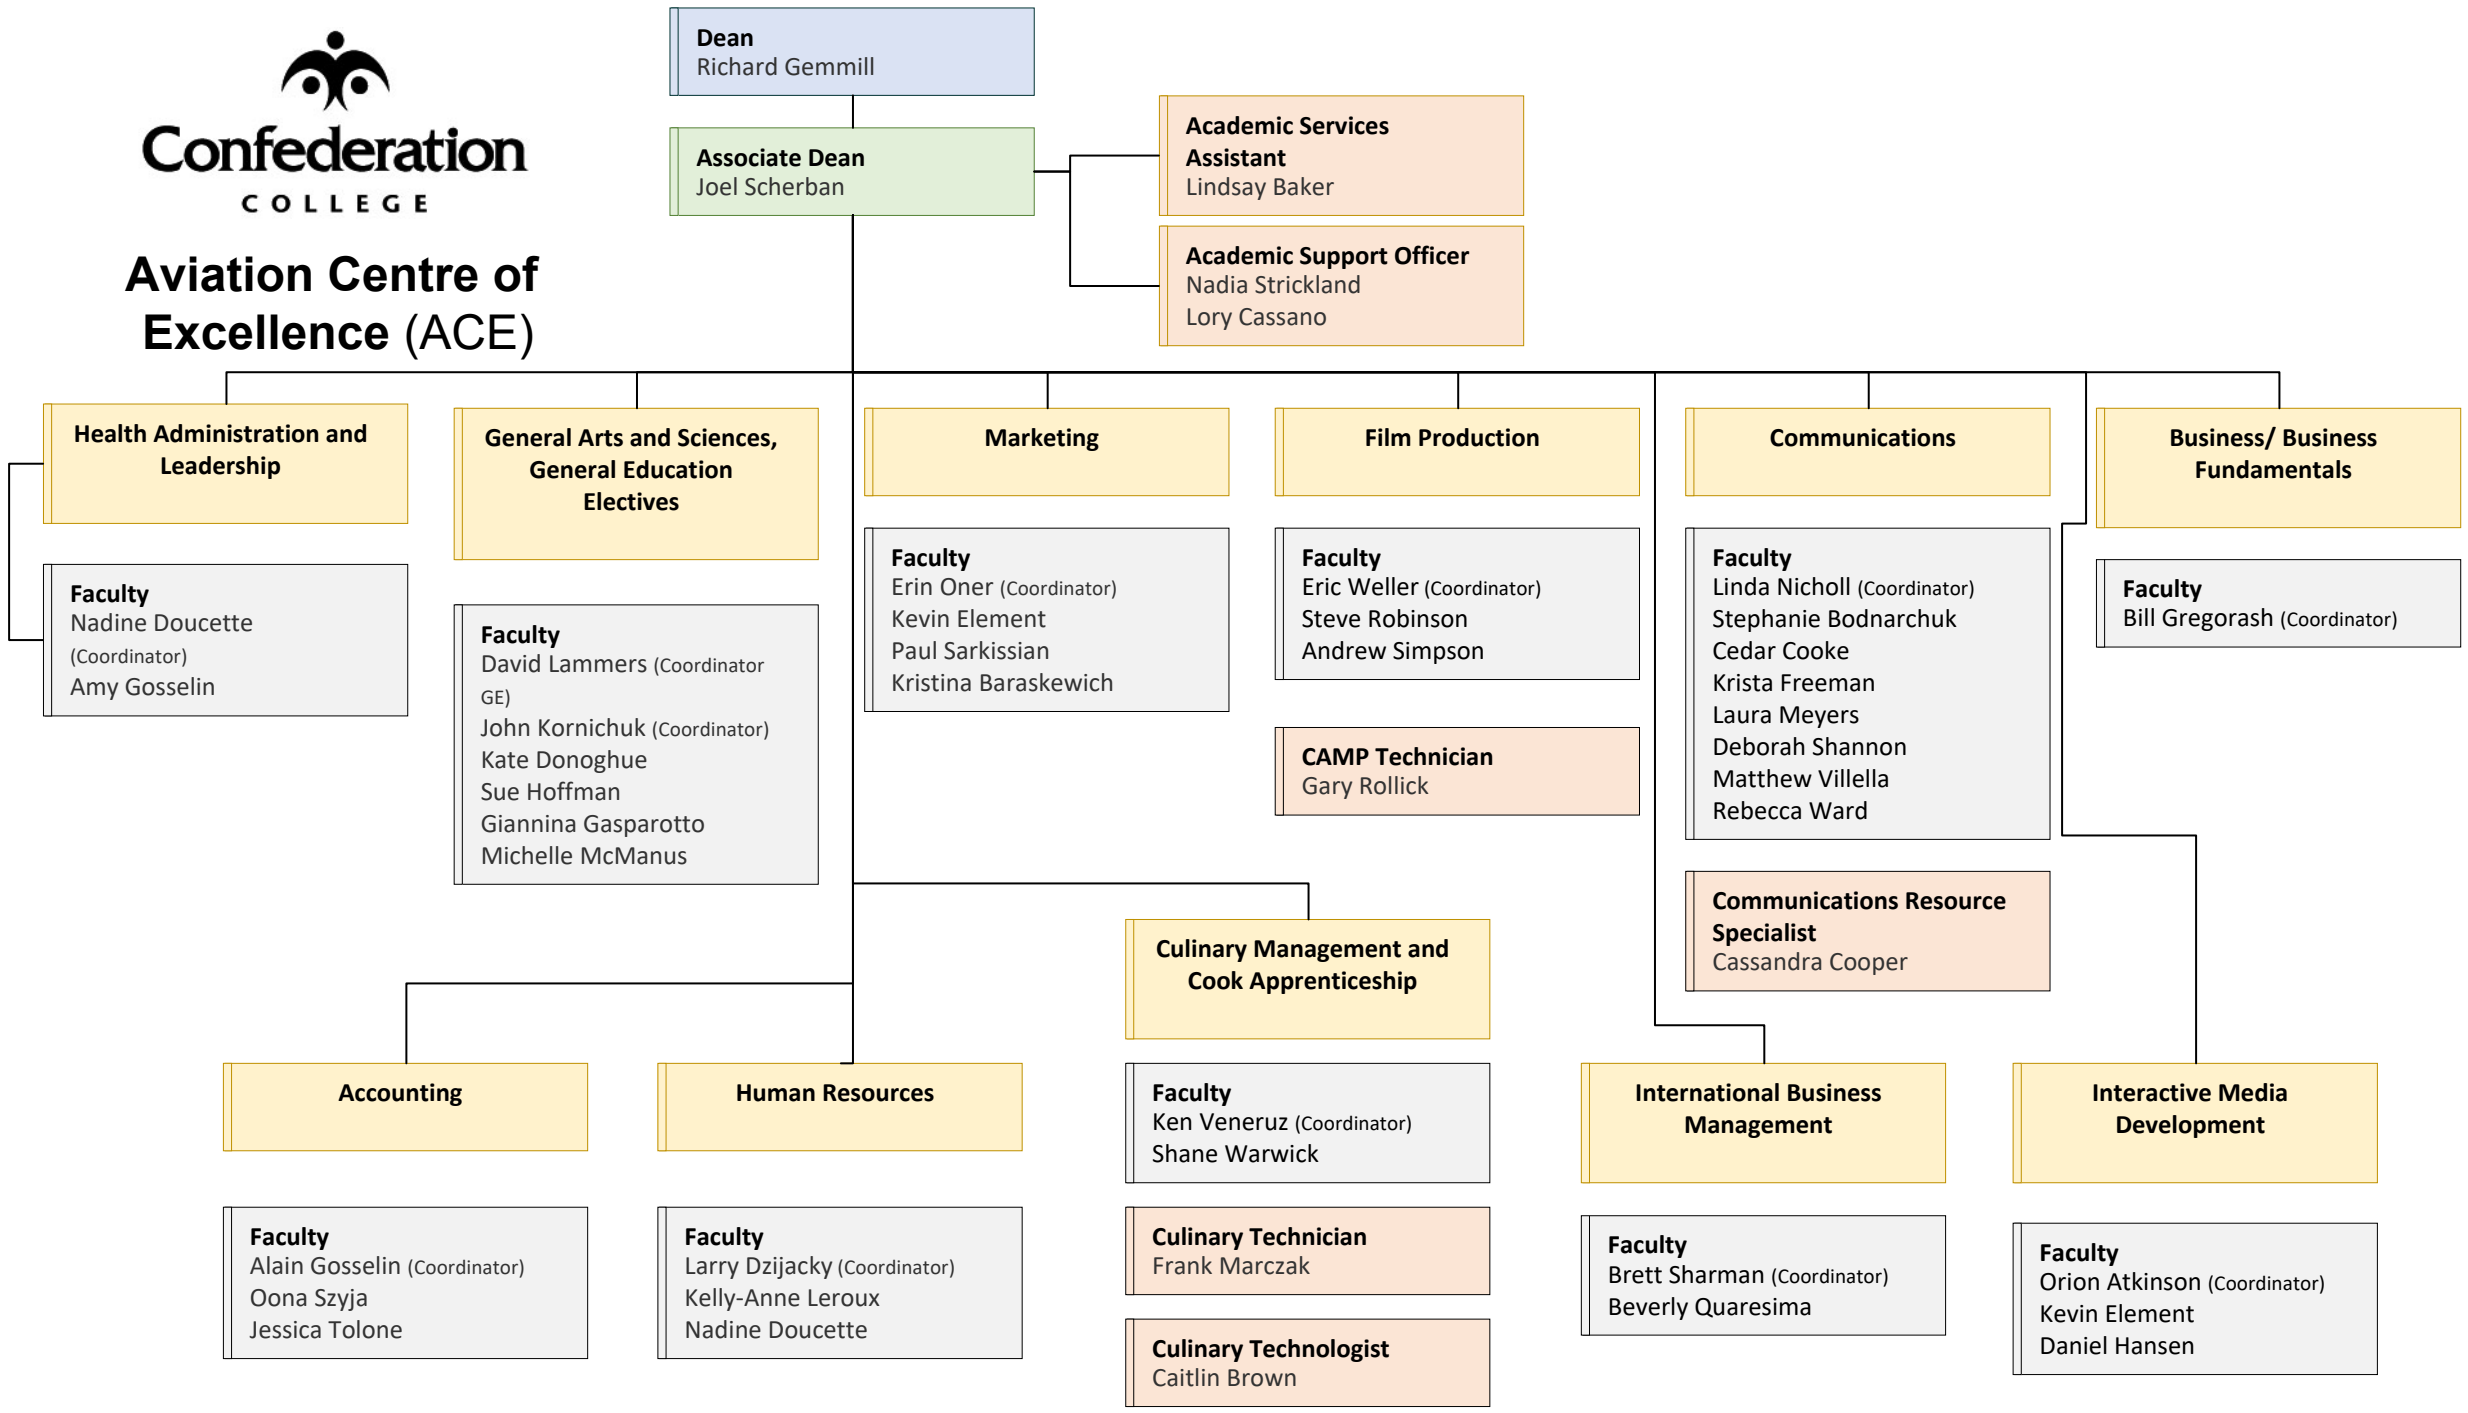 Confederation
COLLEGE
Aviation Centre of
Excellence (ACE)
Dean
Richard Gemmill
Associate Dean
Joel Scherban
Academic Services
Assistant
Lindsay Baker
Academic Support Officer
Nadia Strickland
Lory Cassano
Health Administration and
Leadership
Faculty
Nadine Doucette
(Coordinator)
Amy Gosselin
General Arts and Sciences,
General Education
Electives
Faculty
David Lammers (Coordinator
GE)
John Kornichuk (Coordinator)
Kate Donoghue
Sue Hoffman
Giannina Gasparotto
Michelle McManus
Marketing
Faculty
Erin Oner (Coordinator)
Kevin Element
Paul Sarkissian
Kristina Baraskewich
Film Production
Faculty
Eric Weller (Coordinator)
Steve Robinson
Andrew Simpson
CAMP Technician
Gary Rollick
Communications
Faculty
Linda Nicholl (Coordinator)
Stephanie Bodnarchuk
Cedar Cooke
Krista Freeman
Laura Meyers
Deborah Shannon
Matthew Villella
Rebecca Ward
Communications Resource
Specialist
Cassandra Cooper
Business/ Business
Fundamentals
Faculty
Bill Gregorash (Coordinator)
Accounting
Faculty
Alain Gosselin (Coordinator)
Oona Szyja
Jessica Tolone
Human Resources
Faculty
Larry Dzijacky (Coordinator)
Kelly-Anne Leroux
Nadine Doucette
Culinary Management and
Cook Apprenticeship
Faculty
Ken Veneruz (Coordinator)
Shane Warwick
Culinary Technician
Frank Marczak
Culinary Technologist
Caitlin Brown
International Business
Management
Faculty
Brett Sharman (Coordinator)
Beverly Quaresima
Interactive Media
Development
Faculty
Orion Atkinson (Coordinator)
Kevin Element
Daniel Hansen